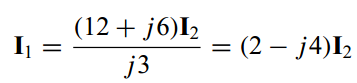 I₁ = (12 + j6)I₂ / j3 = (2 − j4)I₂